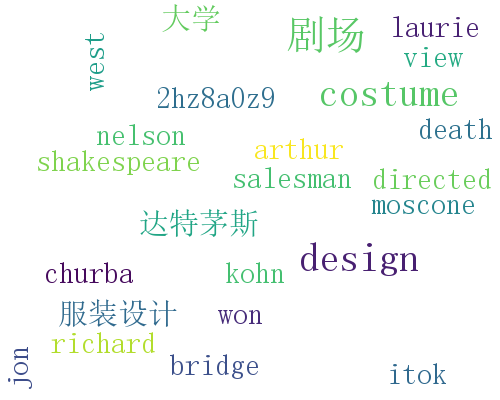 大学
剧场
laurie
west
view
2hz8a0z9
costume
death
nelson
arthur
shakespeare
salesman
directed
moscone
达特茅斯
design
churba
kohn
服装设计
won
richard
bridge
jon
itok